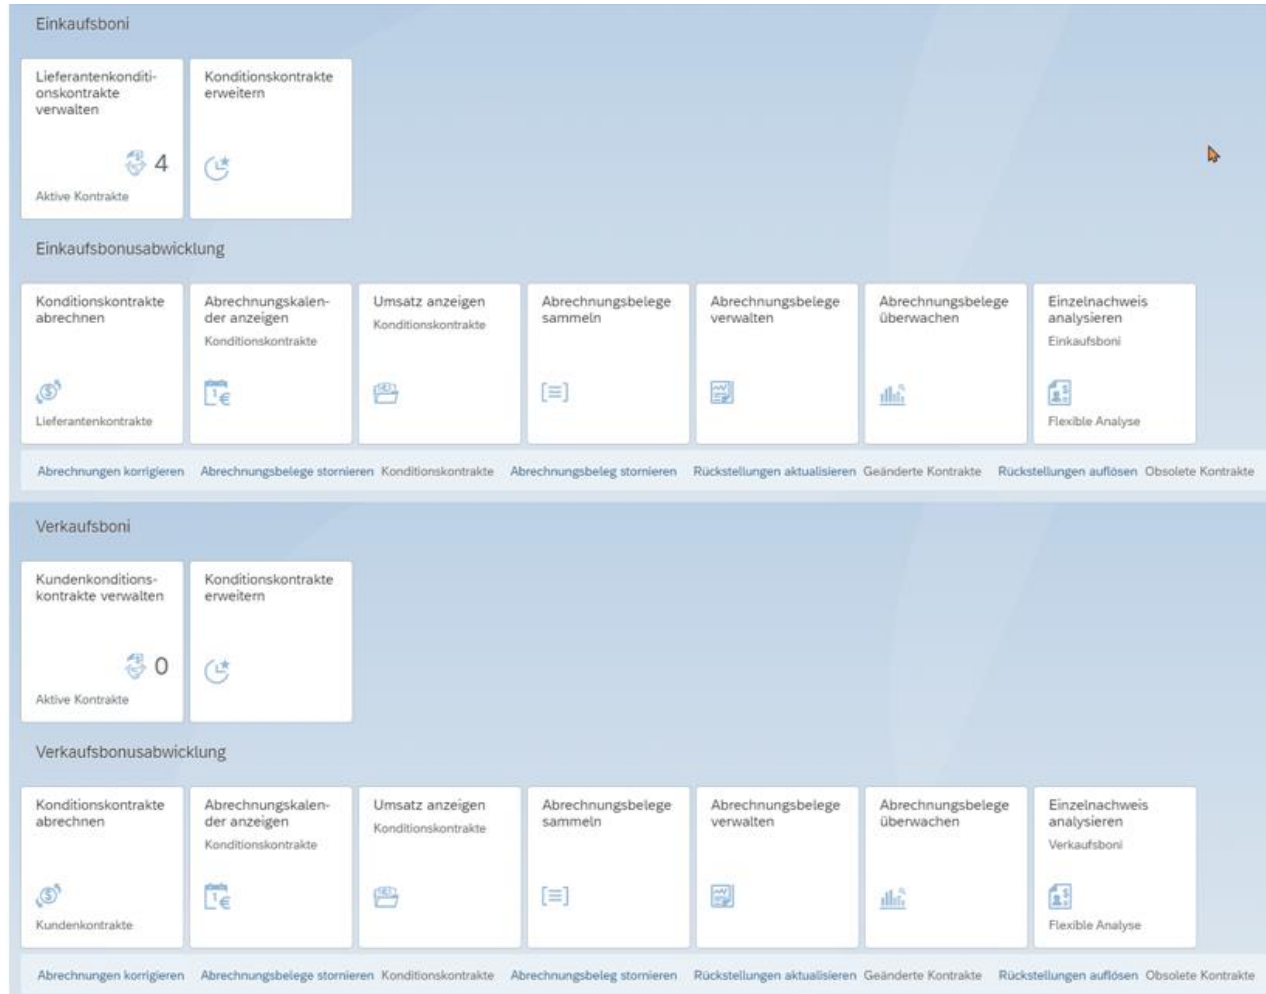 Einkaufsboni
Lieferantenkonditi-
onskontrakte
verwalten
4
Aktive Kontrakte
Konditionskontrakte
erweitern
Einkaufsbonusabwicklung
Konditionskontrakte
abrechnen
Lieferantenkontrakte
Abrechnungskalen-
der anzeigen
Konditionskontrakte
1
€
Umsatz anzeigen
Konditionskontrakte
Abrechnungsbelege
sammeln
Abrechnungsbelege
verwalten
Abrechnungsbelege
überwachen
Einzelnachweis
analysieren
Einkaufsboni
Flexible Analyse
Abrechnungen korrigieren Abrechnungsbelege stornieren Konditionskontrakte Abrechnungsbeleg stornieren Rückstellungen aktualisieren Geänderte Kontrakte Rückstellungen auflösen Obsolete Kontrakte
Verkaufsboni
Kundenkonditions-
kontrakte verwalten
0
Aktive Kontrakte
Konditionskontrakte
erweitern
Verkaufsbonusabwicklung
Konditionskontrakte
abrechnen
Kundenkontrakte
Abrechnungskalen-
der anzeigen
Konditionskontrakte
1
€
Umsatz anzeigen
Konditionskontrakte
Abrechnungsbelege
sammeln
Abrechnungsbelege
verwalten
Abrechnungsbelege
überwachen
Einzelnachweis
analysieren
Verkaufsboni
Flexible Analyse
Abrechnungen korrigieren Abrechnungsbelege stornieren Konditionskontrakte Abrechnungsbeleg stornieren Rückstellungen aktualisieren Geänderte Kontrakte Rückstellungen auflösen Obsolete Kontrakte